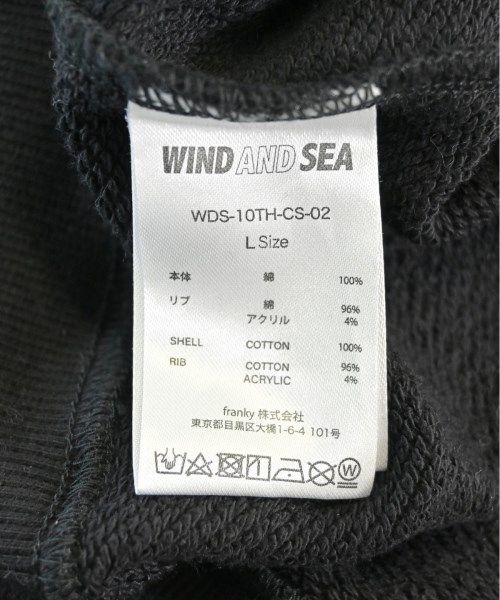 WIND AND SEA
WDS-10TH-CS-02
L Size
本体 綿 100%
リブ 綿 96%
アクリル 4%
SHELL COTTON 100%
RIB COTTON 96%
ACRYLIC 4%
franky 株式会社
東京都目黒区大橋1-6-4 101号
W